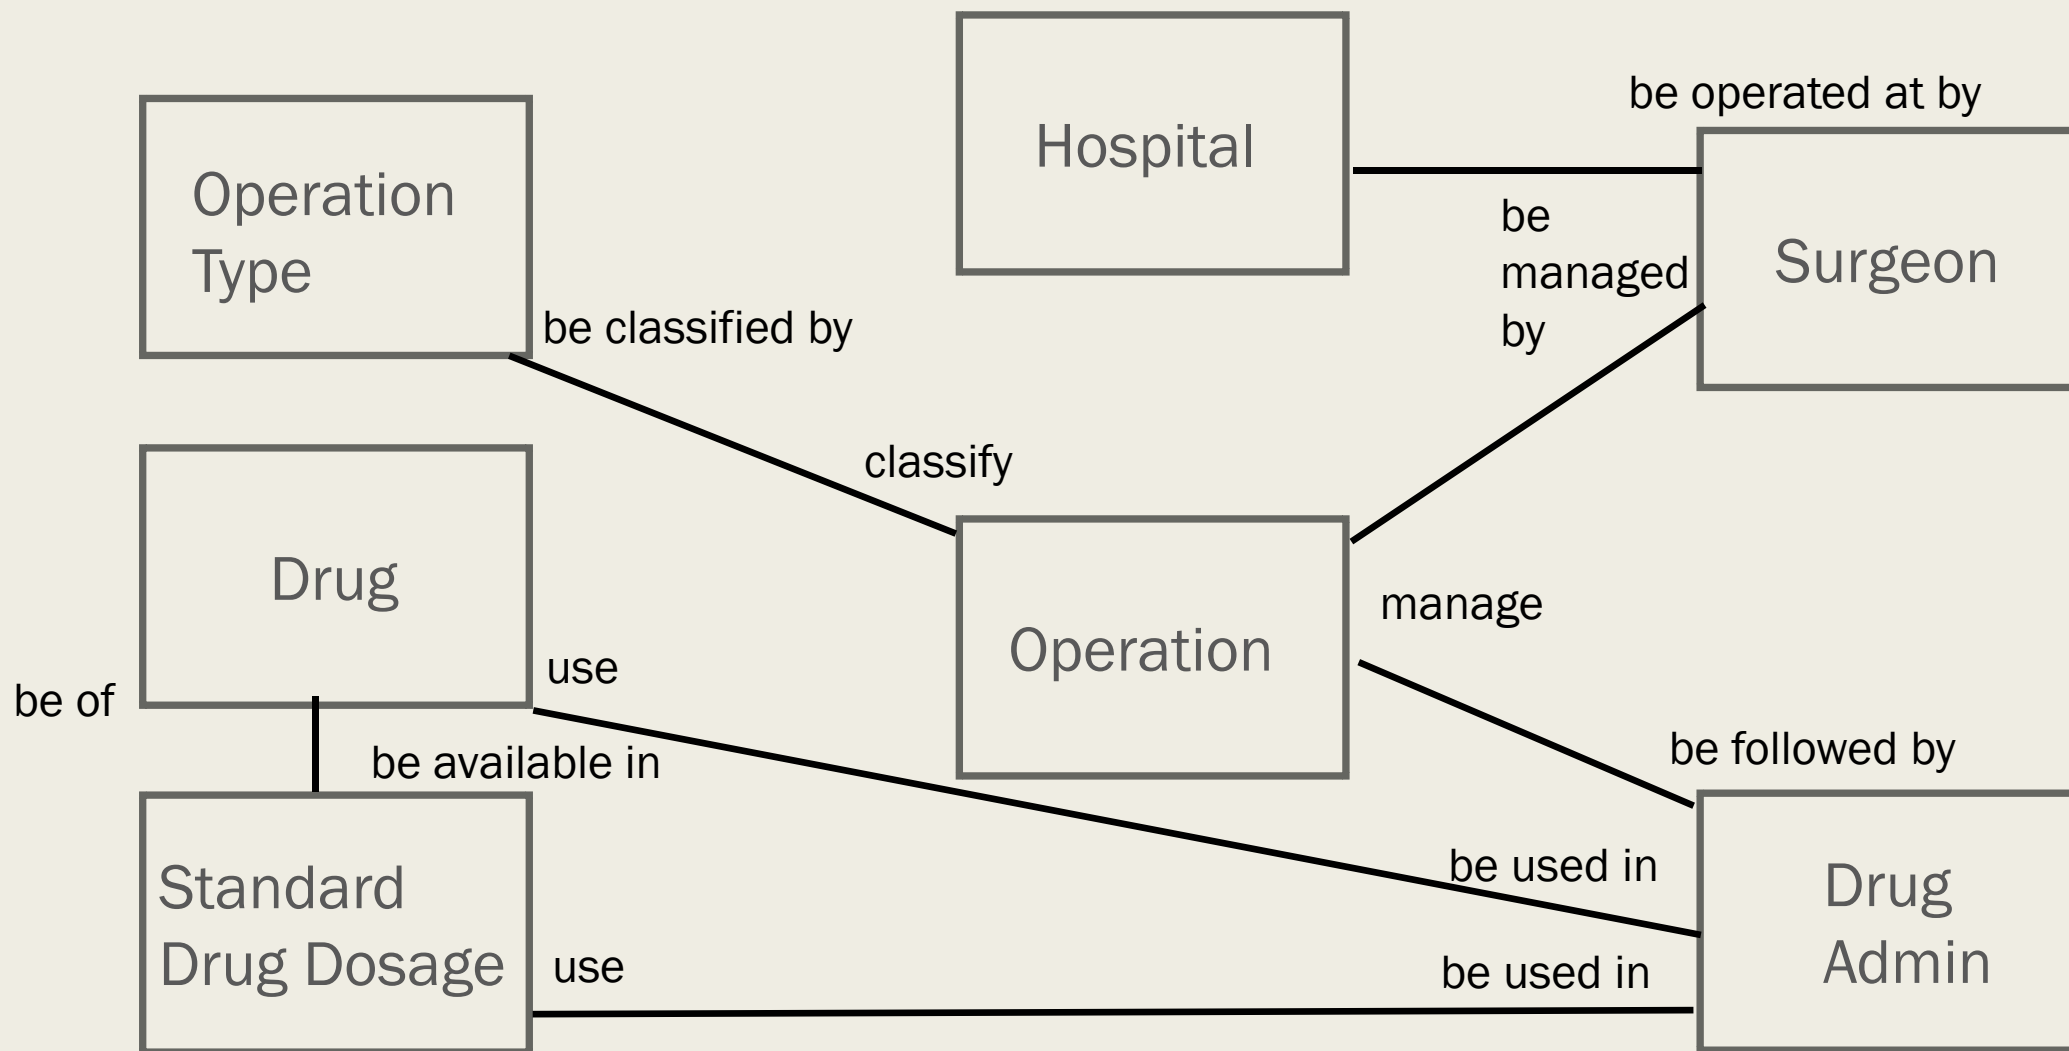 Hospital
be operated at by
Operation
Type
be
managed
by
Surgeon
be classified by
classify
Drug
Operation
manage
be of
use
be available in
be followed by
Standard
Drug Dosage
be used in
Drug
Admin
use
be used in